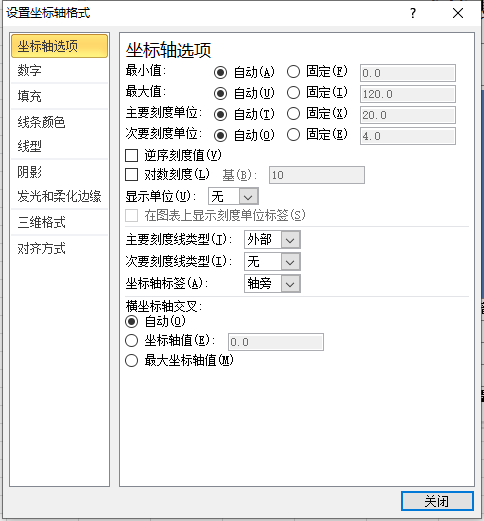 设置坐标轴格式
?
坐标轴选项
数字
填充
线条颜色
线型
阴影
发光和柔化边缘
三维格式
对齐方式
坐标轴选项
最小值: 自动(A) 固定(F) 0.0
最大值: 自动(U) 固定(I) 120.0
主要刻度单位: 自动(T) 固定(X) 20.0
次要刻度单位: 自动(O) 固定(E) 4.0
逆序刻度值(V)
对数刻度(L) 基(B): 10
显示单位(U): 无
在图表上显示刻度单位标签(S)
主要刻度线类型(J): 外部
次要刻度线类型(I): 无
坐标轴标签(A): 轴旁
横坐标轴交叉:
自动(O)
坐标轴值(E): 0.0
最大坐标轴值(M)
关闭